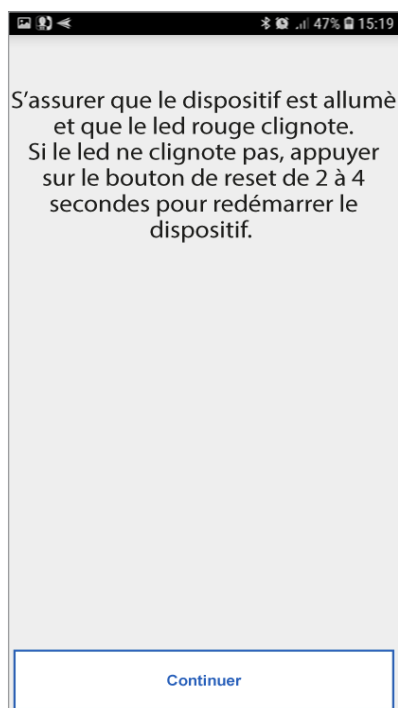 47% 15:19
S'assurer que le dispositif est allumè
et que le led rouge clignote.
Si le led ne clignote pas, appuyer
sur le bouton de reset de 2 à 4
secondes pour redémarrer le
dispositif.
Continuer